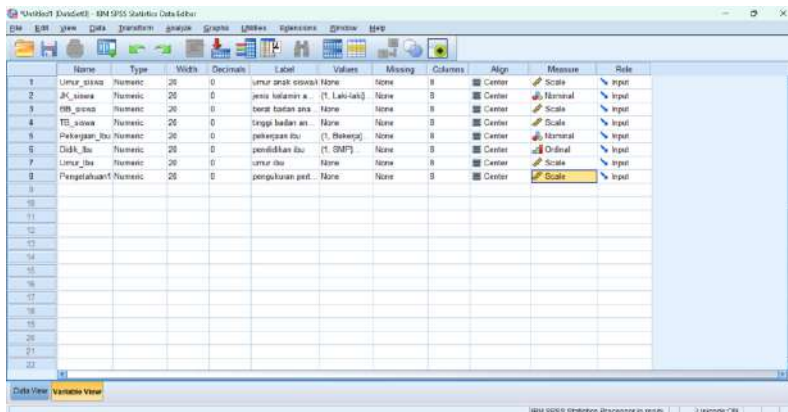 *Untitled1 [DataSet0] - IBM SPSS Statistics Data Editor
File Edit View Data Transform Analyze Graphs Utilities Extensions Window Help
Name Type Width Decimals Label Values Missing Columns Align Measure Role
1 Umur_siswa Numeric 20 0 umur anak siswa/i None None 8 Center Scale Input
2 JK_siswa Numeric 20 0 jenis kelamin a... {1, Laki-laki}... None 8 Center Nominal Input
3 BB_siswa Numeric 20 0 berat badan ana... None None 8 Center Scale Input
4 TB_siswa Numeric 20 0 tinggi badan an... None None 8 Center Scale Input
5 Pekerjaan_Ibu Numeric 20 0 pekerjaan ibu {1, Bekerja}... None 8 Center Nominal Input
6 Didik_Ibu Numeric 20 0 pendidikan ibu {1, SMP}... None 8 Center Ordinal Input
7 Umur_Ibu Numeric 20 0 umur ibu None None 8 Center Scale Input
8 Pengetahuan1 Numeric 20 0 pengukuran pert... None None 8 Center Scale Input
9
10
11
12
13
14
15
16
17
18
19
20
21
22
Data View Variable View
IBM SPSS Statistics Processor is ready Unicode:ON